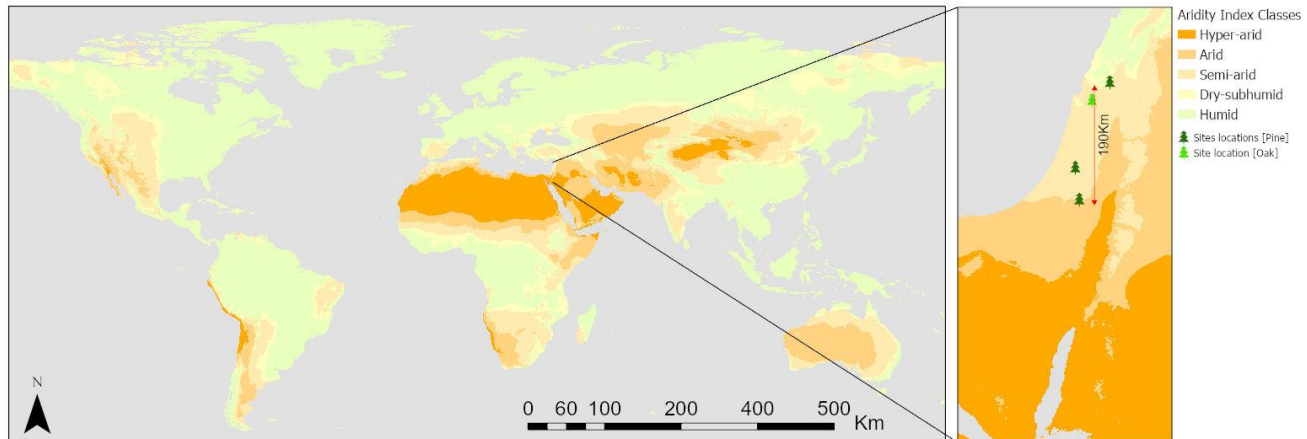 Aridity Index Classes
Hyper-arid
Arid
Semi-arid
Dry-subhumid
Humid
Sites locations [Pine]
Site location [Oak]
190Km
N
0 60 100 200 400 500
Km